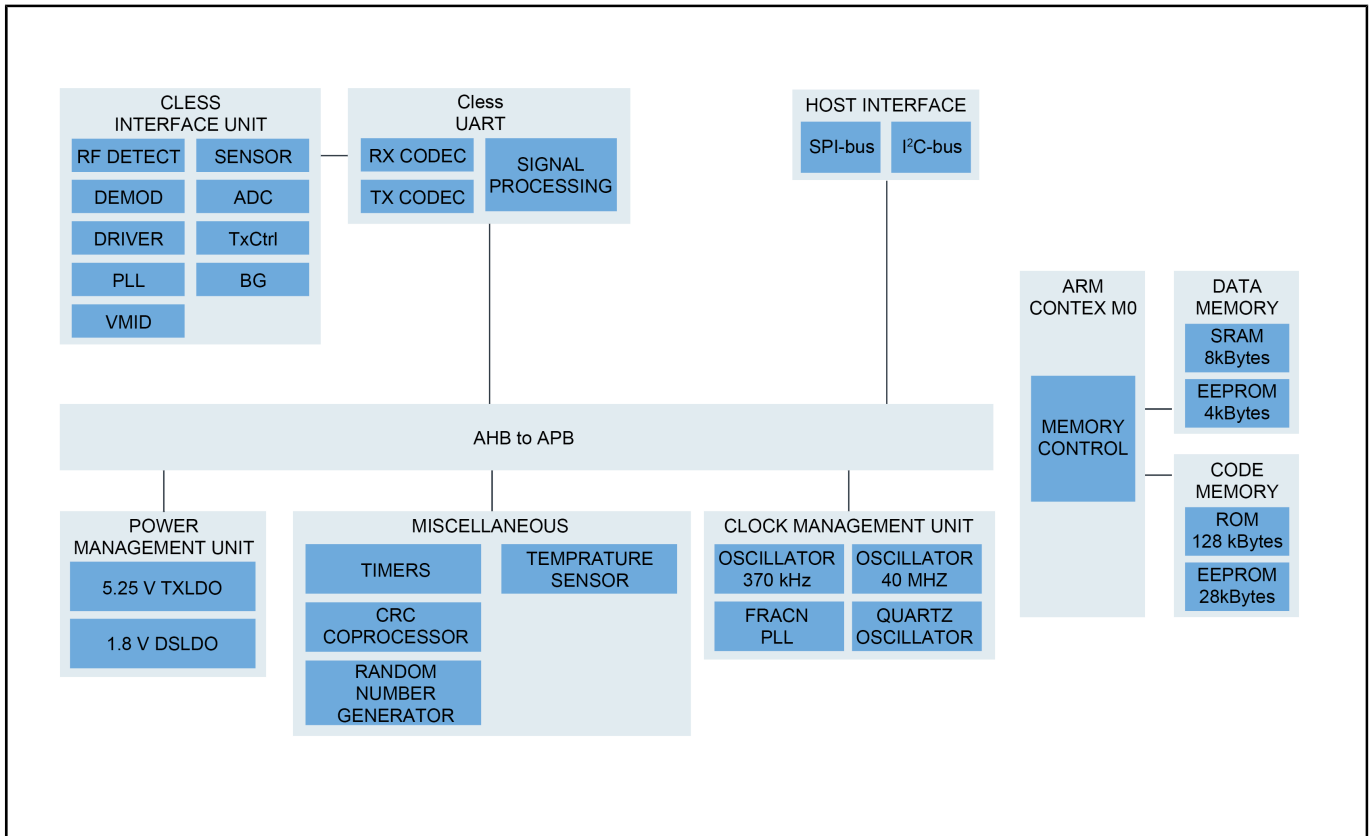 CLESS
INTERFACE UNIT
RF DETECT
SENSOR
DEMOD
ADC
DRIVER
TxCtrl
PLL
BG
VMID
Cless
UART
RX CODEC
TX CODEC
SIGNAL
PROCESSING
HOST INTERFACE
SPI-bus
I²C-bus
ARM
CONTEX M0
MEMORY
CONTROL
DATA
MEMORY
SRAM
8kBytes
EEPROM
4kBytes
CODE
MEMORY
ROM
128 kBytes
EEPROM
28kBytes
AHB to APB
POWER
MANAGEMENT UNIT
5.25 V TXLDO
1.8 V DSLDO
MISCELLANEOUS
TIMERS
TEMPRATURE
SENSOR
CRC
COPROCESSOR
RANDOM
NUMBER
GENERATOR
CLOCK MANAGEMENT UNIT
OSCILLATOR
370 kHz
OSCILLATOR
40 MHZ
FRACN
PLL
QUARTZ
OSCILLATOR